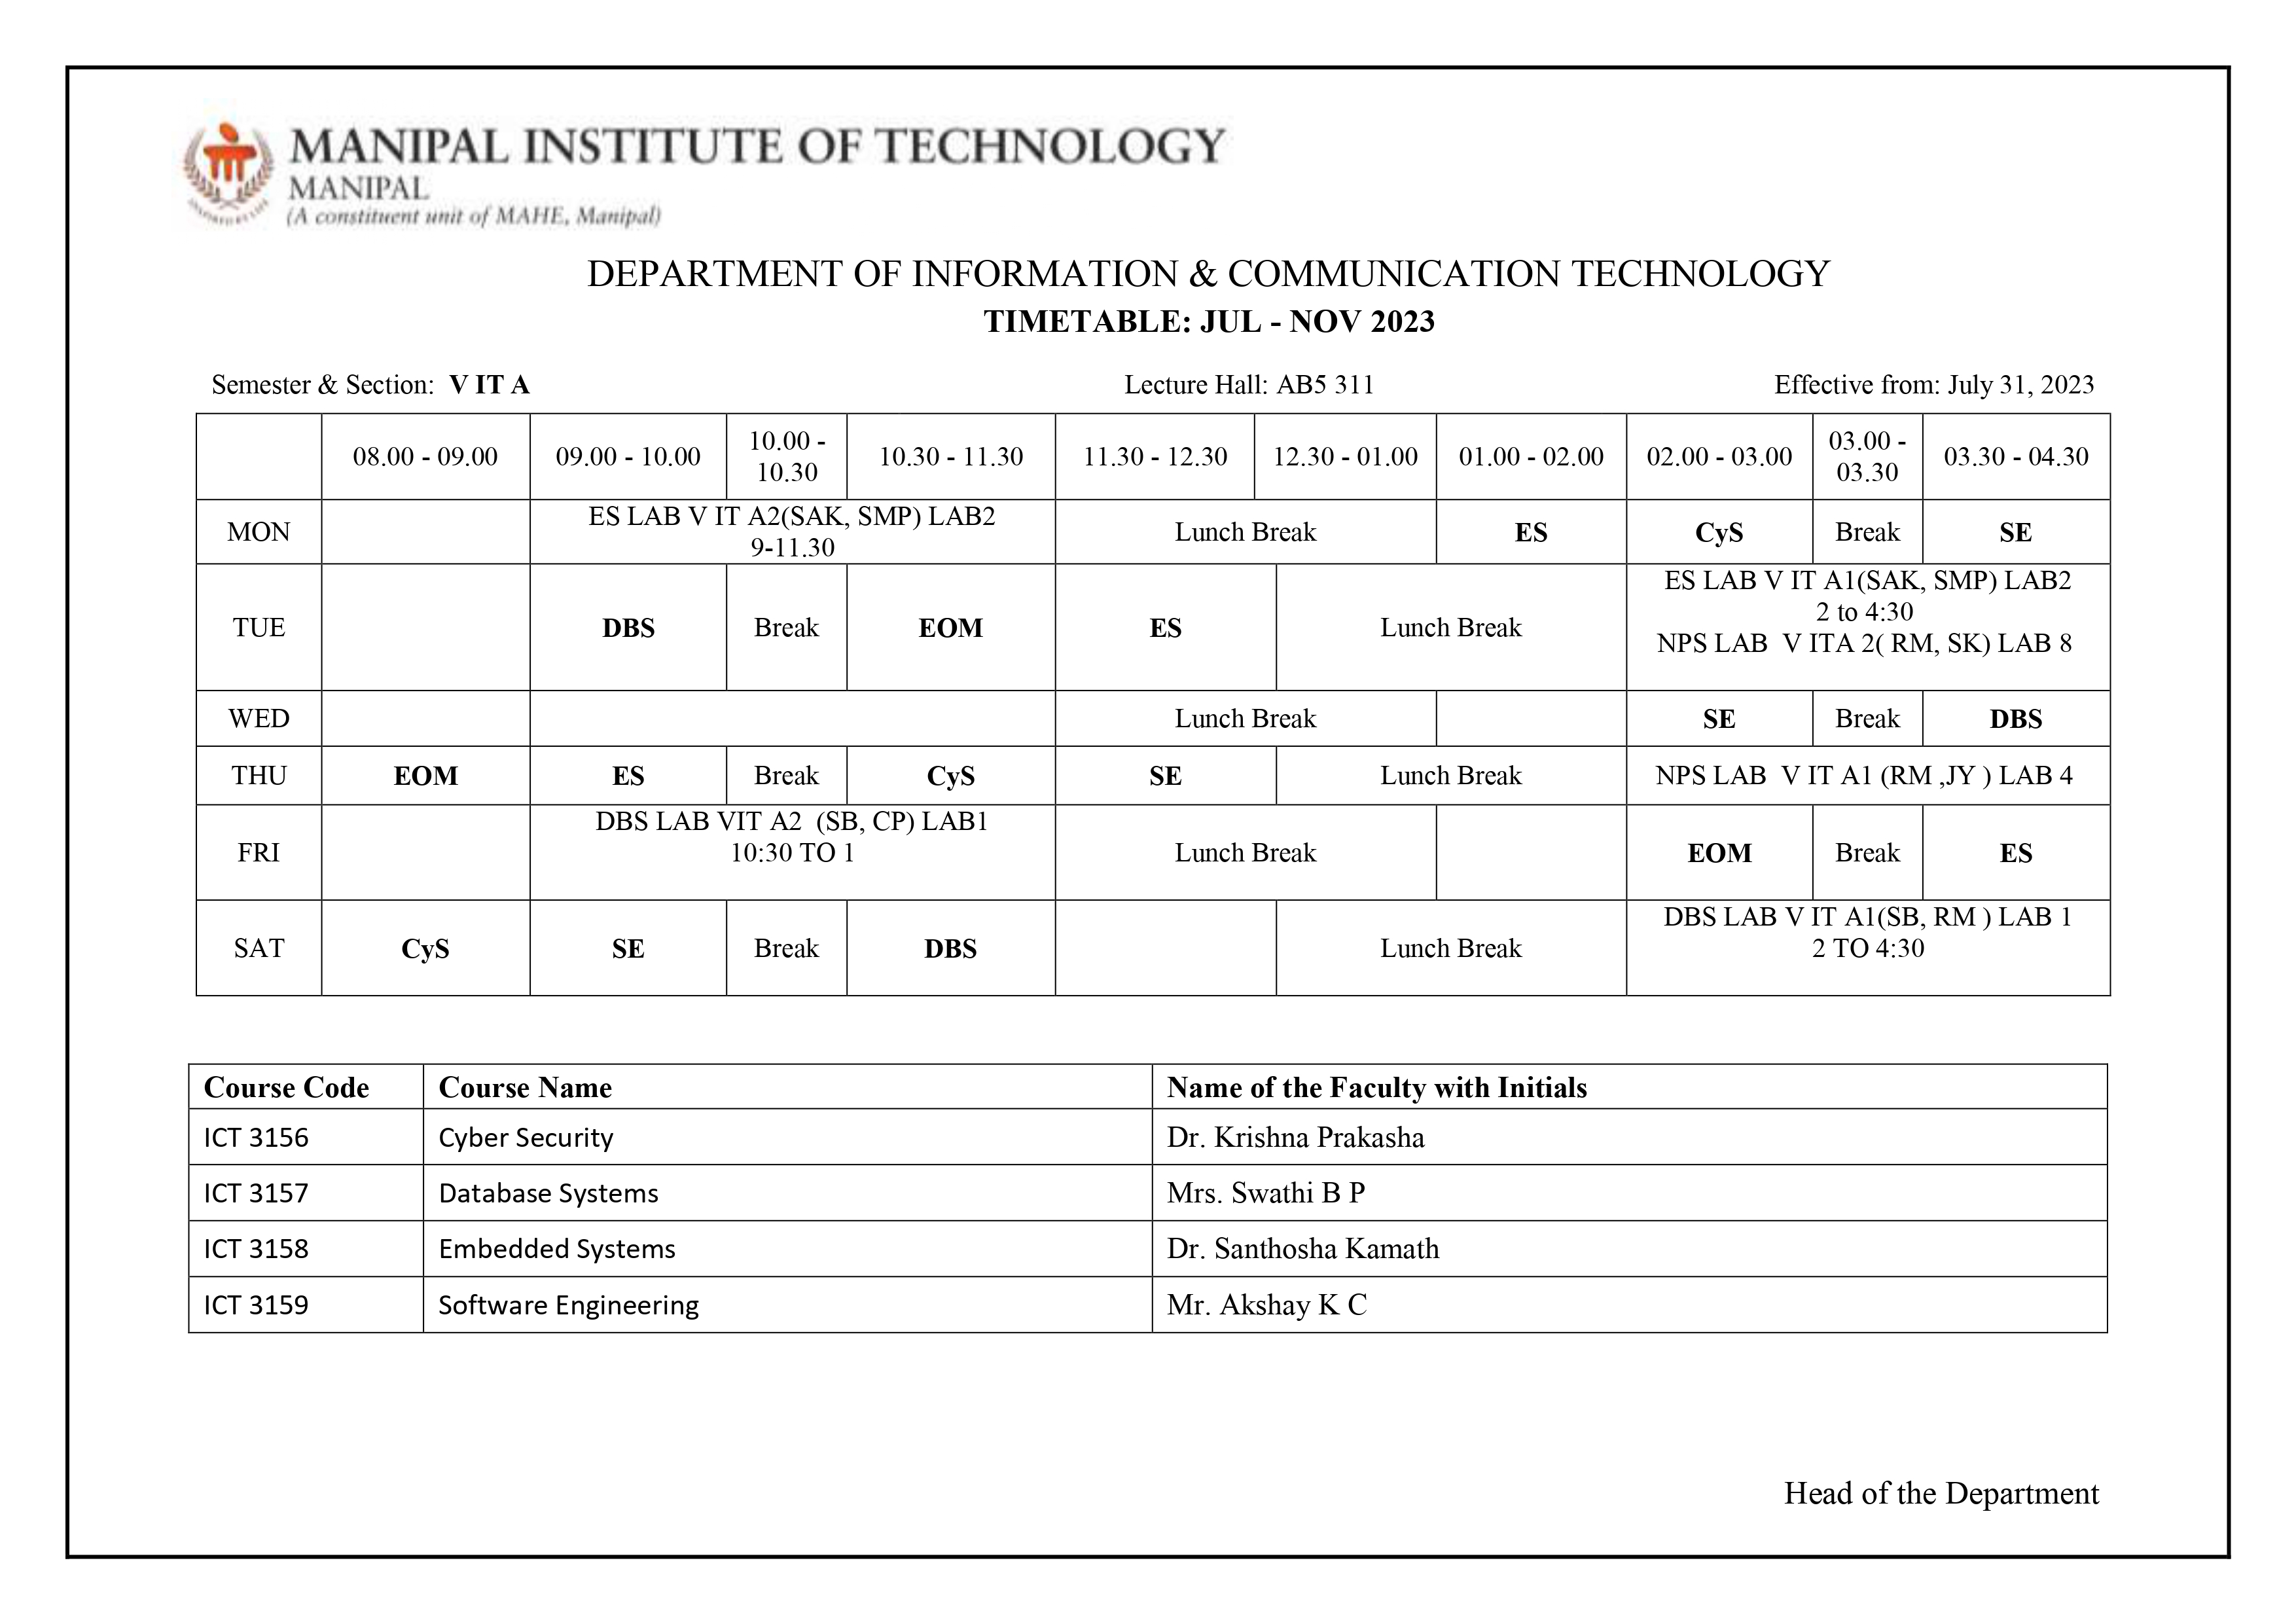 MANIPAL INSTITUTE OF TECHNOLOGY
MANIPAL
(A constituent unit of MAHE, Manipal)
DEPARTMENT OF INFORMATION & COMMUNICATION TECHNOLOGY
TIMETABLE: JUL - NOV 2023
Semester & Section: V IT A Lecture Hall: AB5 311 Effective from: July 31, 2023
08.00 - 09.00 09.00 - 10.00 10.00 - 10.30 10.30 - 11.30 11.30 - 12.30 12.30 - 01.00 01.00 - 02.00 02.00 - 03.00 03.00 - 03.30 03.30 - 04.30
MON ES LAB V IT A2(SAK, SMP) LAB2
9-11.30 Lunch Break ES CyS Break SE
TUE DBS Break EOM ES Lunch Break ES LAB V IT A1(SAK, SMP) LAB2
2 to 4:30
NPS LAB V ITA 2( RM, SK) LAB 8
WED Lunch Break SE Break DBS
THU EOM ES Break CyS SE Lunch Break NPS LAB V IT A1 (RM ,JY ) LAB 4
FRI DBS LAB VIT A2 (SB, CP) LAB1
10:30 TO 1 Lunch Break EOM Break ES
SAT CyS SE Break DBS Lunch Break DBS LAB V IT A1(SB, RM ) LAB 1
2 TO 4:30
Course Code Course Name Name of the Faculty with Initials
ICT 3156 Cyber Security Dr. Krishna Prakasha
ICT 3157 Database Systems Mrs. Swathi B P
ICT 3158 Embedded Systems Dr. Santhosha Kamath
ICT 3159 Software Engineering Mr. Akshay K C
Head of the Department